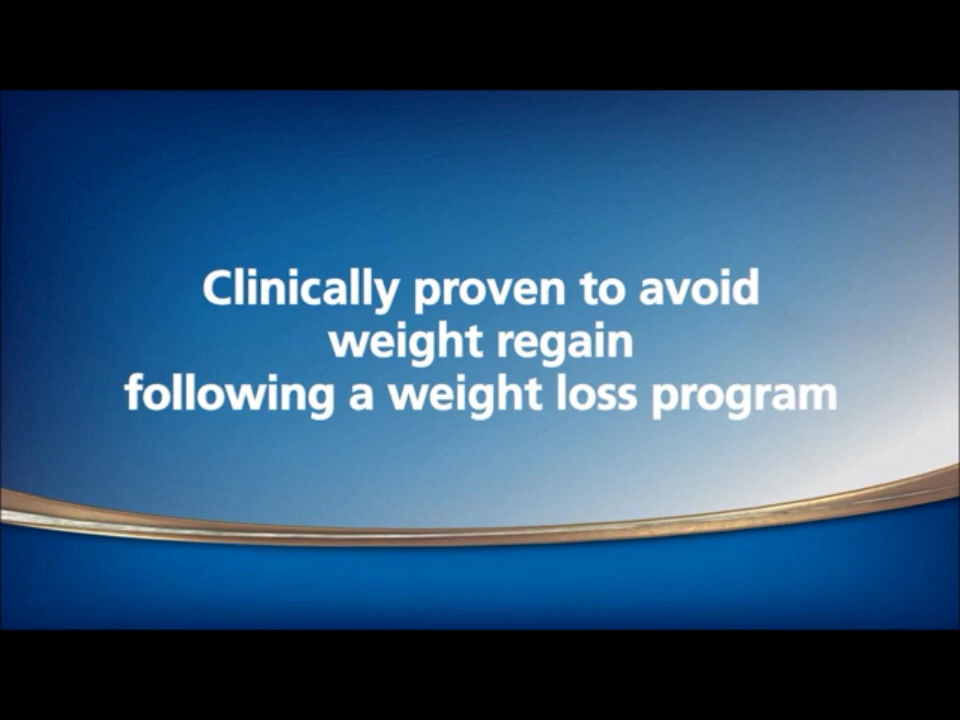 Clinically proven to avoid
weight regain
following a weight loss program